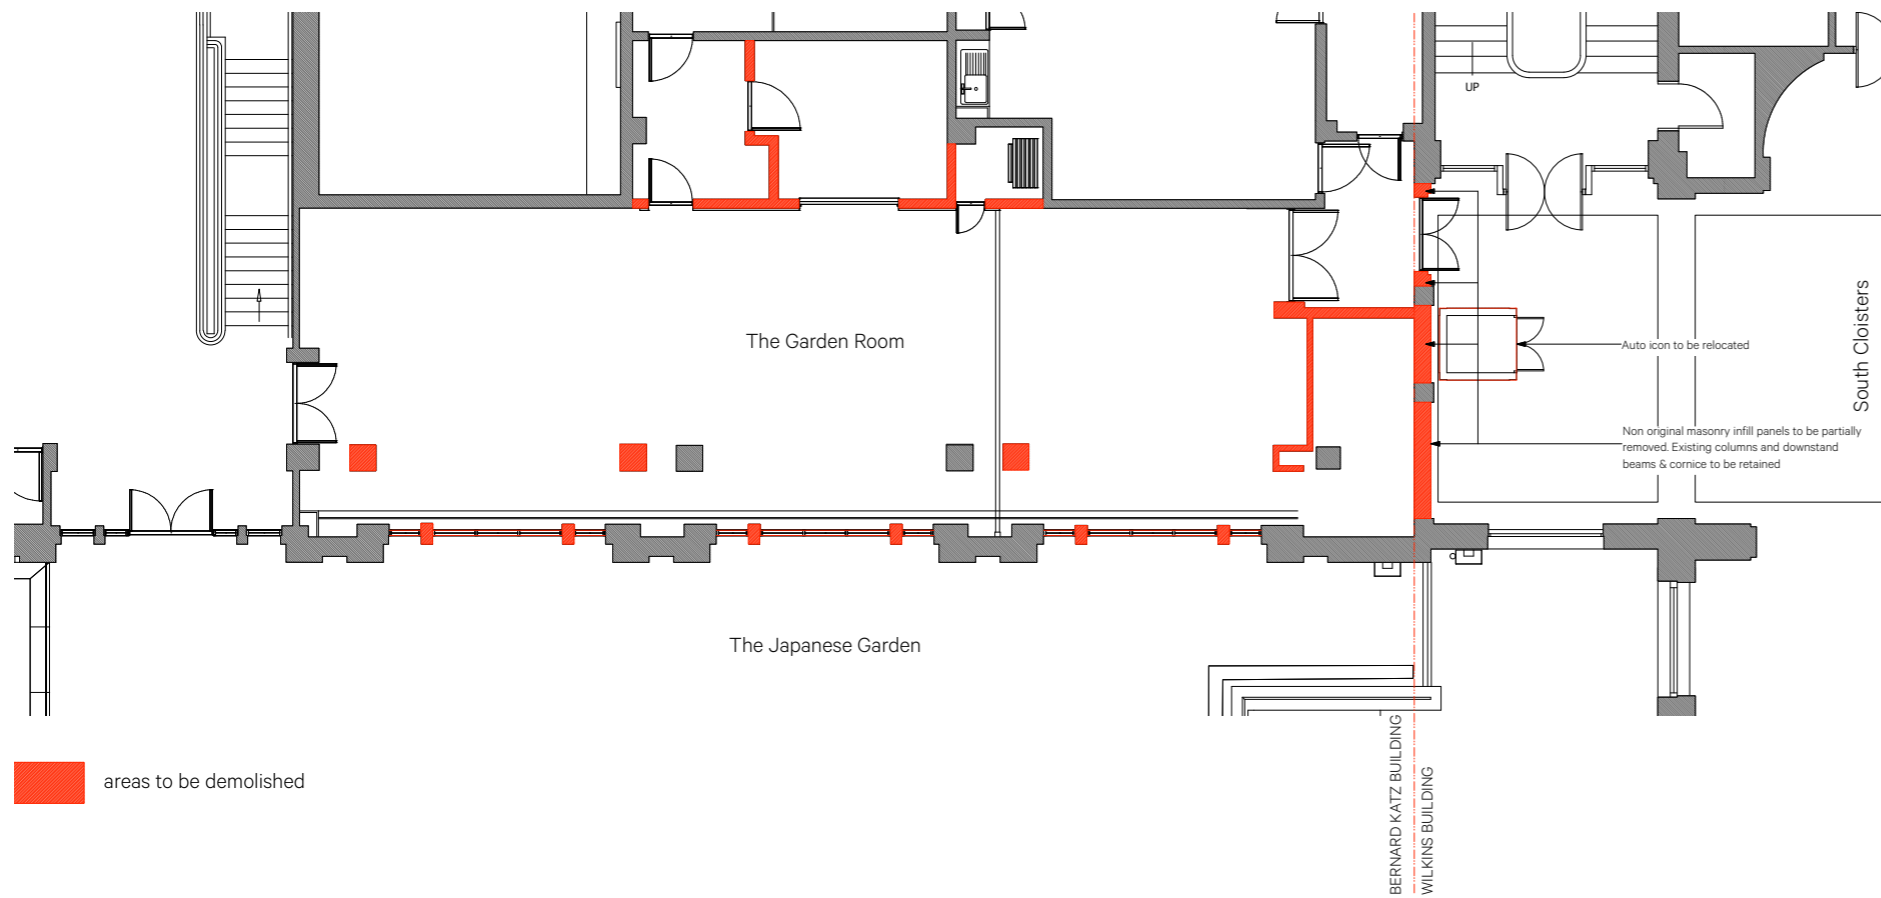 UP
The Garden Room
South Cloisters
Auto icon to be relocated
Non original masonry infill panels to be partially
removed. Existing columns and downstand
beams & cornice to be retained
The Japanese Garden
BERNARD KATZ BUILDING
WILKINS BUILDING
areas to be demolished